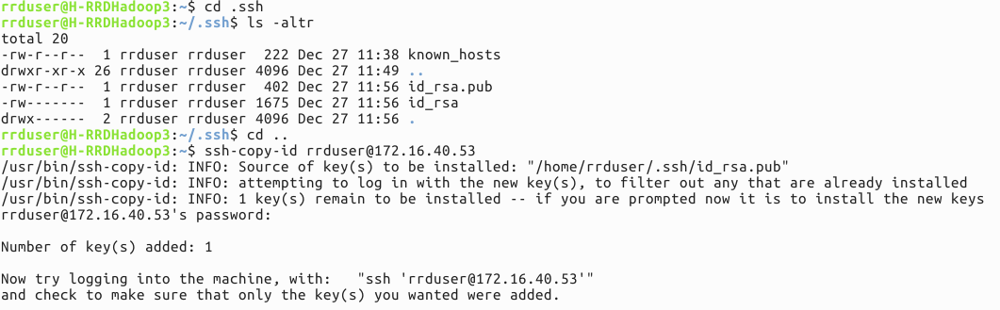 rrduser@H-RRDHadoop3:~$ cd .ssh
rrduser@H-RRDHadoop3:~/.ssh$ ls -altr
total 20
-rw-r--r--  1 rrduser rrduser  222 Dec 27 11:38 known_hosts
drwxr-xr-x 26 rrduser rrduser 4096 Dec 27 11:49 ..
-rw-r--r--  1 rrduser rrduser  402 Dec 27 11:56 id_rsa.pub
-rw-------  1 rrduser rrduser 1675 Dec 27 11:56 id_rsa
drwx------  2 rrduser rrduser 4096 Dec 27 11:56 .
rrduser@H-RRDHadoop3:~/.ssh$ cd ..
rrduser@H-RRDHadoop3:~$ ssh-copy-id rrduser@172.16.40.53
/usr/bin/ssh-copy-id: INFO: Source of key(s) to be installed: "/home/rrduser/.ssh/id_rsa.pub"
/usr/bin/ssh-copy-id: INFO: attempting to log in with the new key(s), to filter out any that are already installed
/usr/bin/ssh-copy-id: INFO: 1 key(s) remain to be installed -- if you are prompted now it is to install the new keys
rrduser@172.16.40.53's password:
Number of key(s) added: 1
Now try logging into the machine, with:   "ssh 'rrduser@172.16.40.53'"
and check to make sure that only the key(s) you wanted were added.